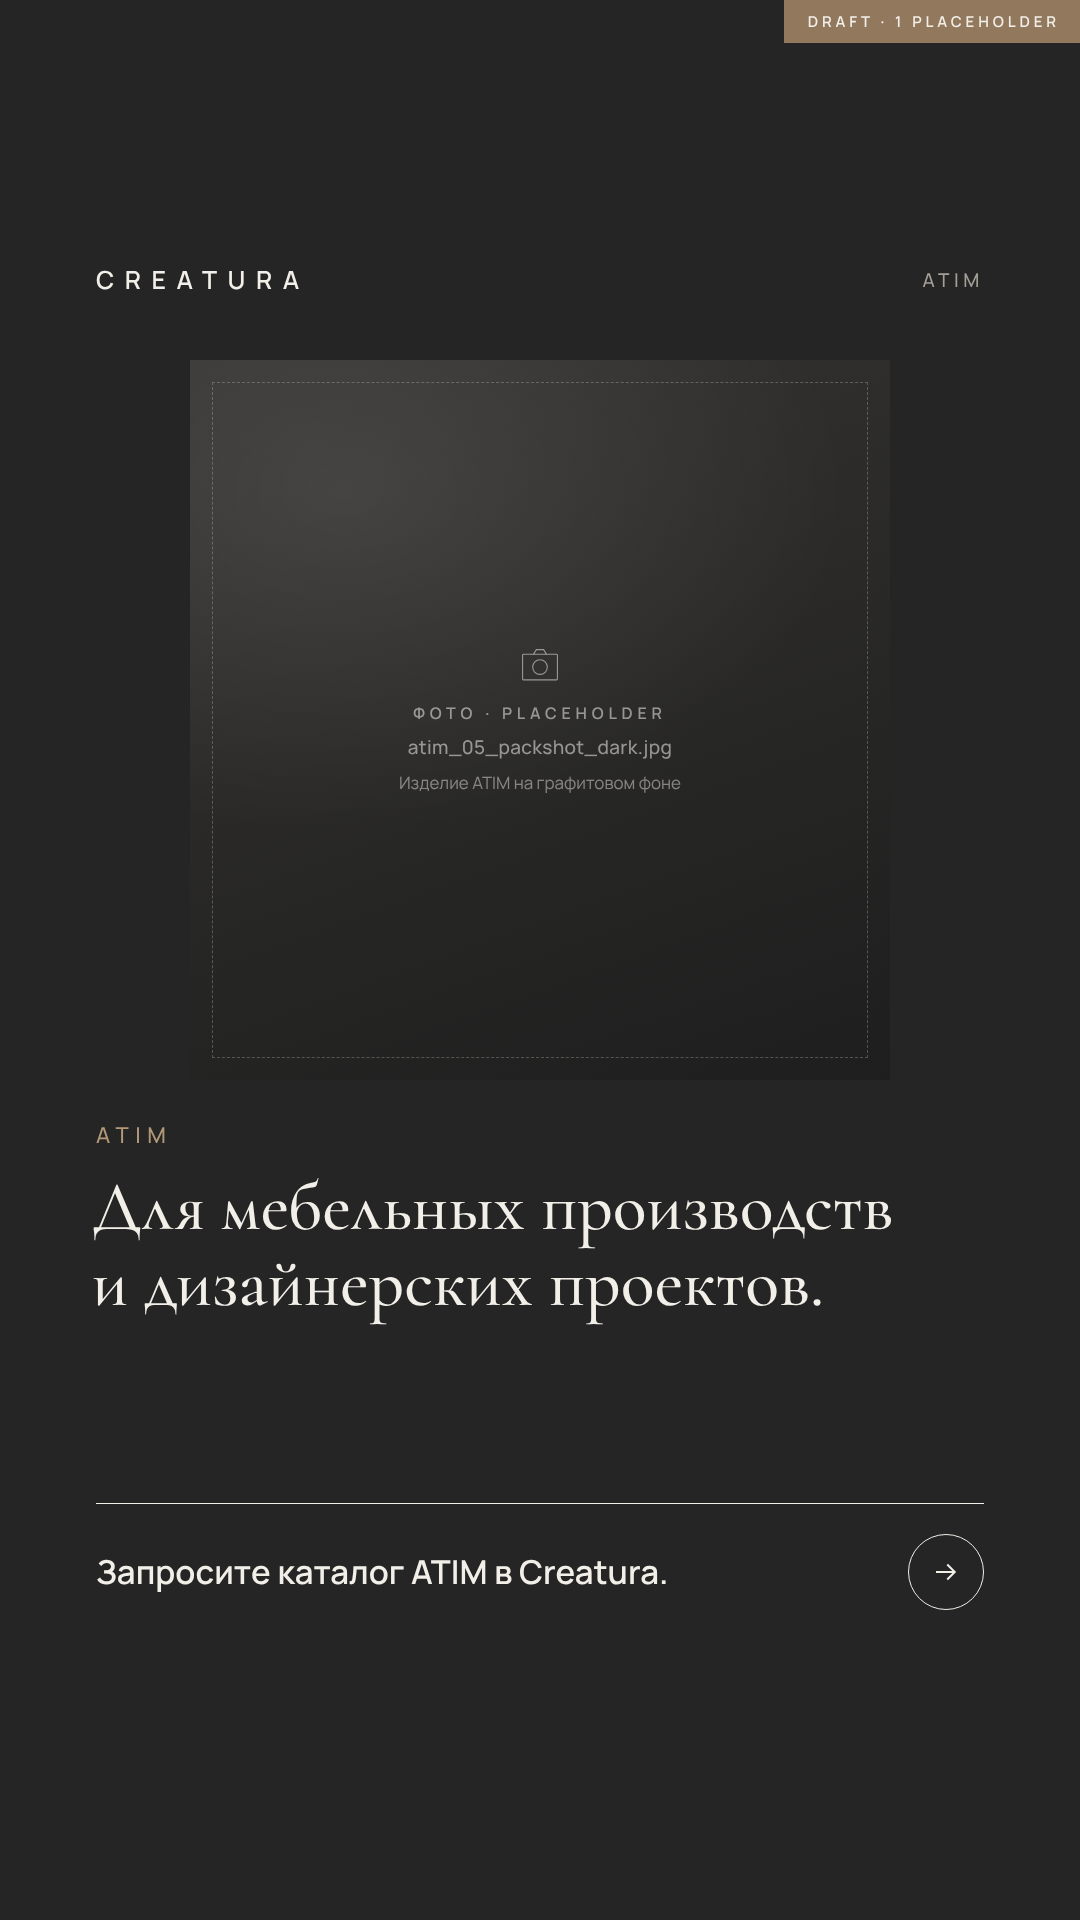 DRAFT · 1 PLACEHOLDER
CREATURA
ATIM
ФОТО · PLACEHOLDER
atim_05_packshot_dark.jpg
Изделие ATIM на графитовом фоне
ATIM
Для мебельных производств
и дизайнерских проектов.
Запросите каталог ATIM в Creatura.